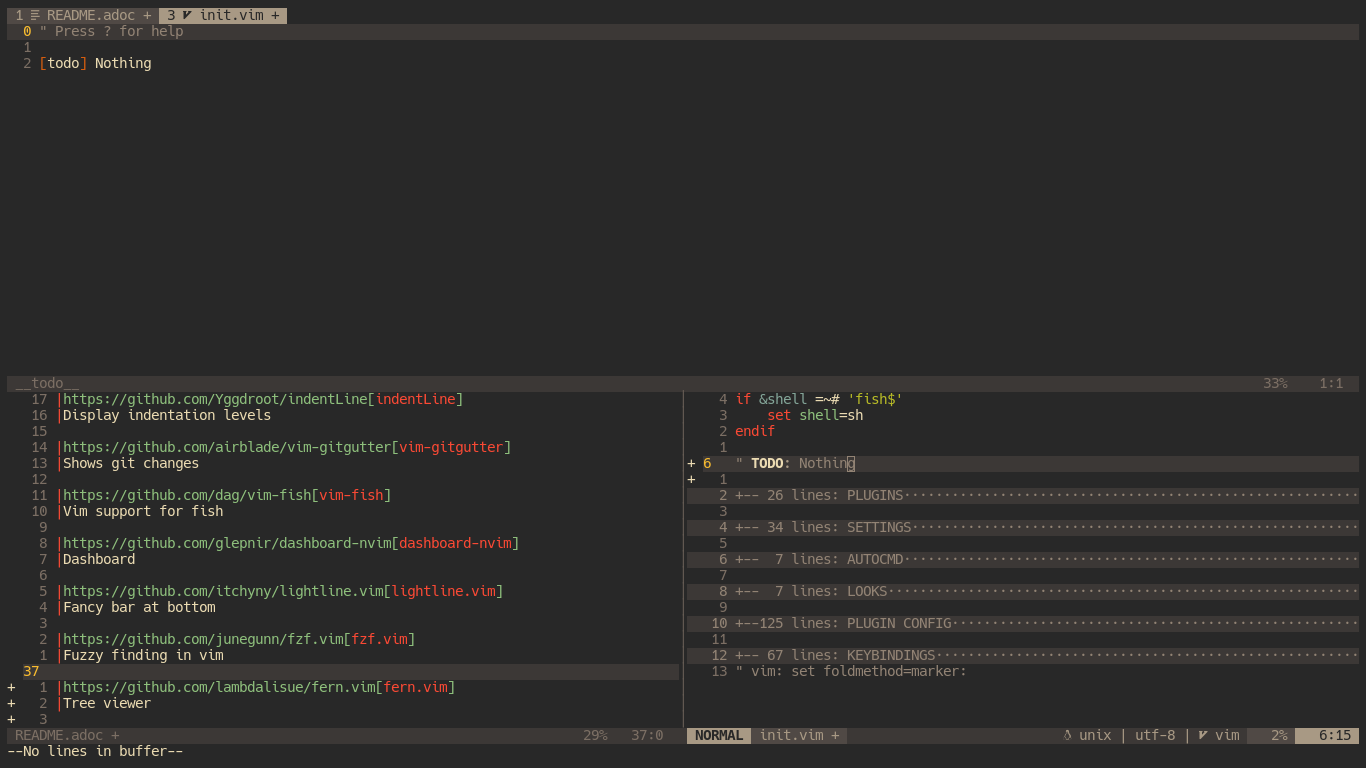 1 README.adoc + 3 init.vim +
0 " Press ? for help
1
2 [todo] Nothing
__todo__ 33% 1:1
17 |https://github.com/Yggdroot/indentLine[indentLine]
16 |Display indentation levels
15
14 |https://github.com/airblade/vim-gitgutter[vim-gitgutter]
13 |Shows git changes
12
11 |https://github.com/dag/vim-fish[vim-fish]
10 |Vim support for fish
9
8 |https://github.com/glepnir/dashboard-nvim[dashboard-nvim]
7 |Dashboard
6
5 |https://github.com/itchyny/lightline.vim[lightline.vim]
4 |Fancy bar at bottom
3
2 |https://github.com/junegunn/fzf.vim[fzf.vim]
1 |Fuzzy finding in vim
37
+ 1 |https://github.com/lambdalisue/fern.vim[fern.vim]
+ 2 |Tree viewer
+ 3
README.adoc + 29% 37:0
4 if &shell =~# 'fish$'
3     set shell=sh
2 endif
1
+ 6 " TODO: Nothing
+ 1
2 +-- 26 lines: PLUGINS·························································
3
4 +-- 34 lines: SETTINGS························································
5
6 +--  7 lines: AUTOCMD·························································
7
8 +--  7 lines: LOOKS···························································
9
10 +--125 lines: PLUGIN CONFIG···················································
11
12 +-- 67 lines: KEYBINDINGS·····················································
13 " vim: set foldmethod=marker:
NORMAL init.vim + unix | utf-8 | vim 2% 6:15
--No lines in buffer--